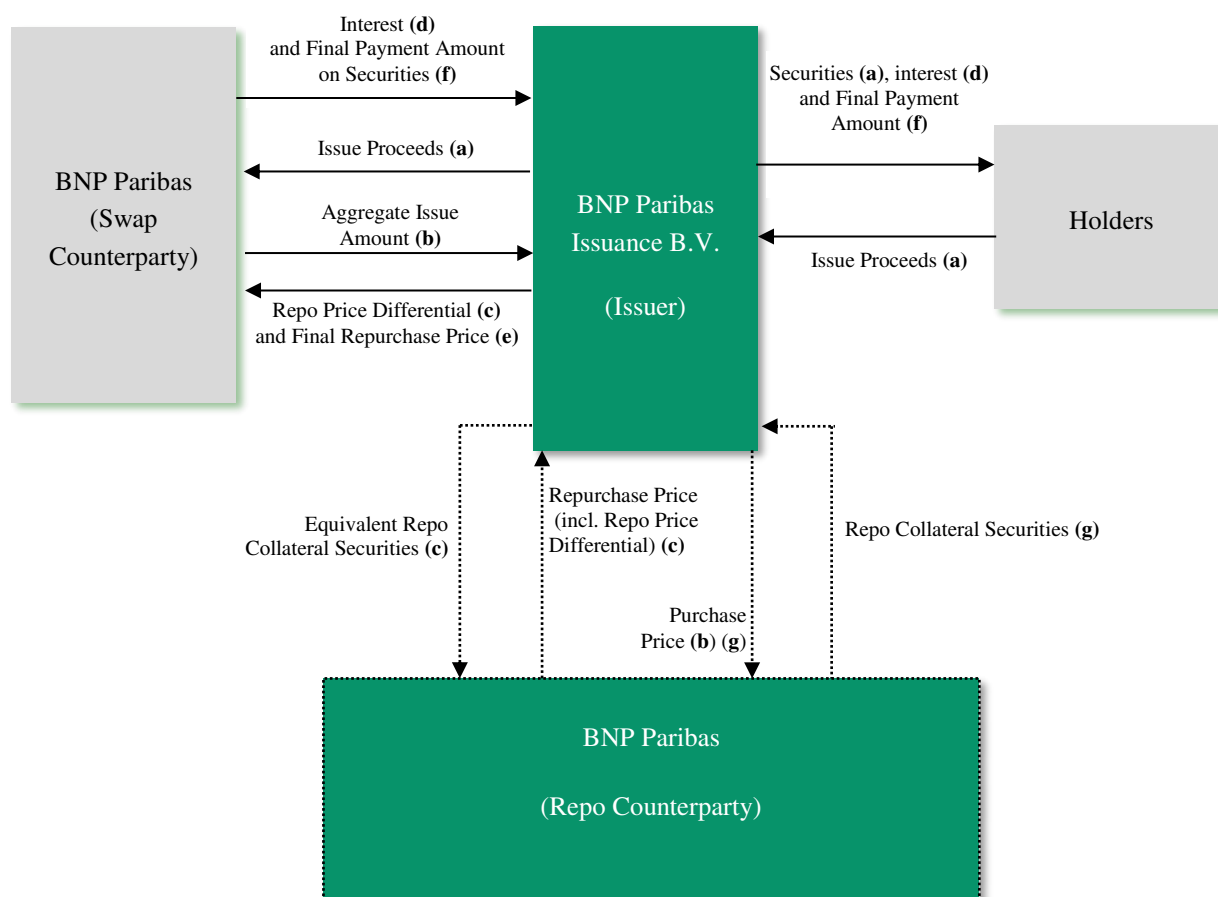 Interest (d)
and Final Payment Amount
on Securities (f)
Issue Proceeds (a)
BNP Paribas
(Swap
Counterparty)
Aggregate Issue
Amount (b)
Repo Price Differential (c)
and Final Repurchase Price (e)
BNP Paribas
Issuance B.V.
(Issuer)
Securities (a), interest (d)
and Final Payment
Amount (f)
Holders
Issue Proceeds (a)
Equivalent Repo
Collateral Securities (c)
Repurchase Price
(incl. Repo Price
Differential) (c)
Repo Collateral Securities (g)
Purchase
Price (b) (g)
BNP Paribas
(Repo Counterparty)